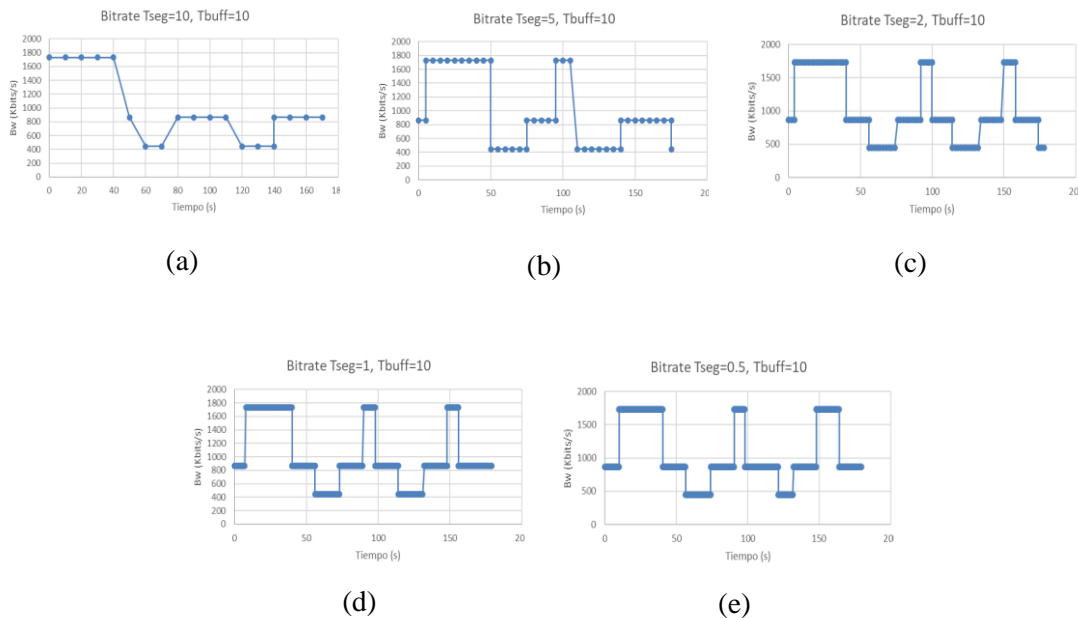 Bitrate Tseg=10, Tbuff=10
Bw (Kbits/s)
2000
1800
1600
1400
1200
1000
800
600
400
200
0
0 20 40 60 80 100 120 140 160 18
Tiempo (s)
(a)
Bitrate Tseg=5, Tbuff=10
Bw (Kbits/s)
2000
1800
1600
1400
1200
1000
800
600
400
200
0
0 50 100 150 20
Tiempo (s)
(b)
Bitrate Tseg=2, Tbuff=10
Bw (Kbits/s)
2000
1500
1000
500
0
0 50 100 150 20
Tiempo (s)
(c)
Bitrate Tseg=1, Tbuff=10
Bw (Kbits/s)
2000
1800
1600
1400
1200
1000
800
600
400
200
0
0 50 100 150 20
Tiempo (s)
(d)
Bitrate Tseg=0.5, Tbuff=10
Bw (Kbits/s)
2000
1500
1000
500
0
0 50 100 150 20
Tiempo (s)
(e)